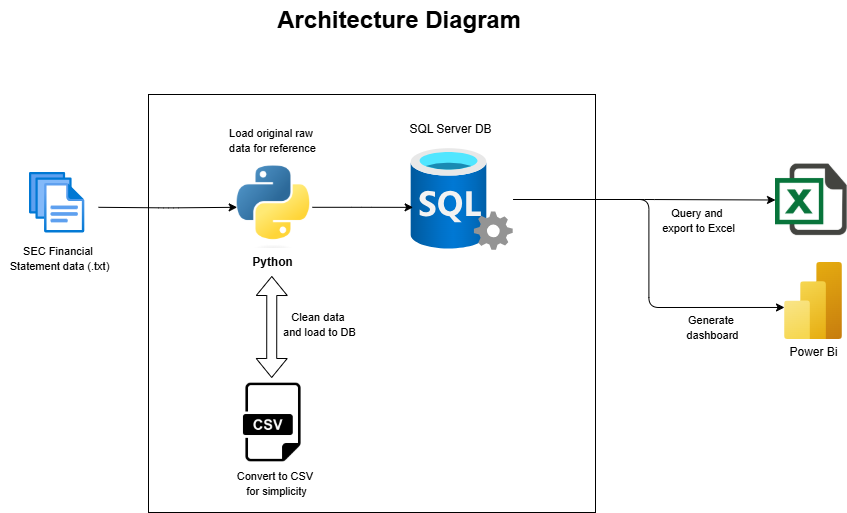 Architecture Diagram
Load original raw
data for reference
SQL Server DB
SQL
Query and
export to Excel
X
SEC Financial
Statement data (.txt)
Python
Clean data
and load to DB
Generate
dashboard
Power Bi
CSV
Convert to CSV
for simplicity